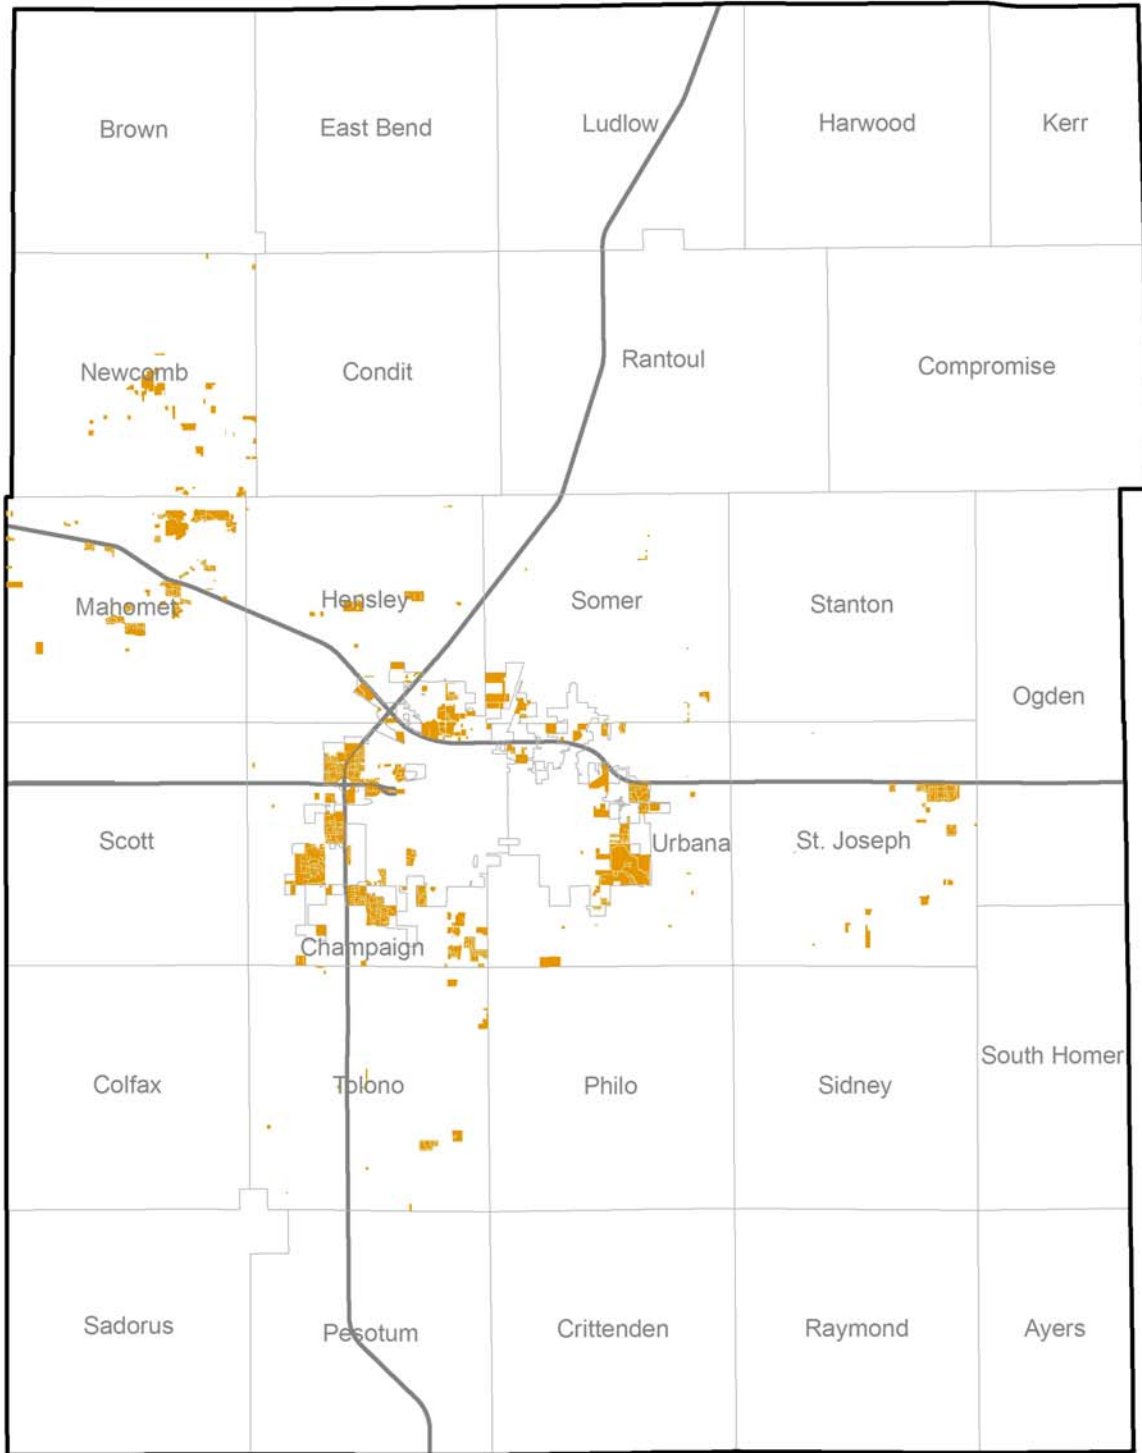 Brown
East Bend
Ludlow
Harwood
Kerr
Newcomb
Condit
Rantoul
Compromise
Mahomet
Hensley
Somer
Stanton
Ogden
Scott
Champaign
Urbana
St. Joseph
Colfax
Tolono
Philo
Sidney
South Homer
Sadorus
Pesotum
Crittenden
Raymond
Ayers